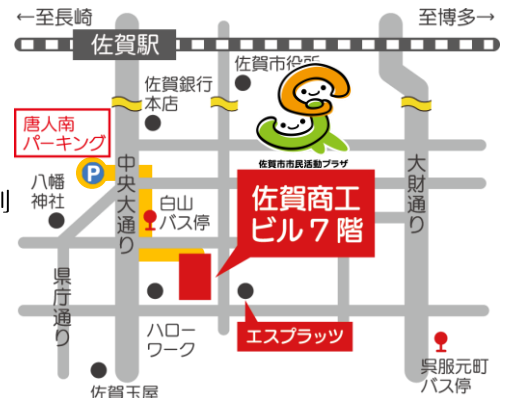 ←至長崎
至博多→
佐賀駅
佐賀市役所
佐賀銀行
本店
唐人南
パーキング
P
佐賀市市民活動プラザ
八幡
神社
中央大通り
白山
バス停
佐賀商工
ビル7階
大財通り
県庁通り
ハロー
ワーク
エスプラッツ
呉服元町
バス停
佐賀玉屋